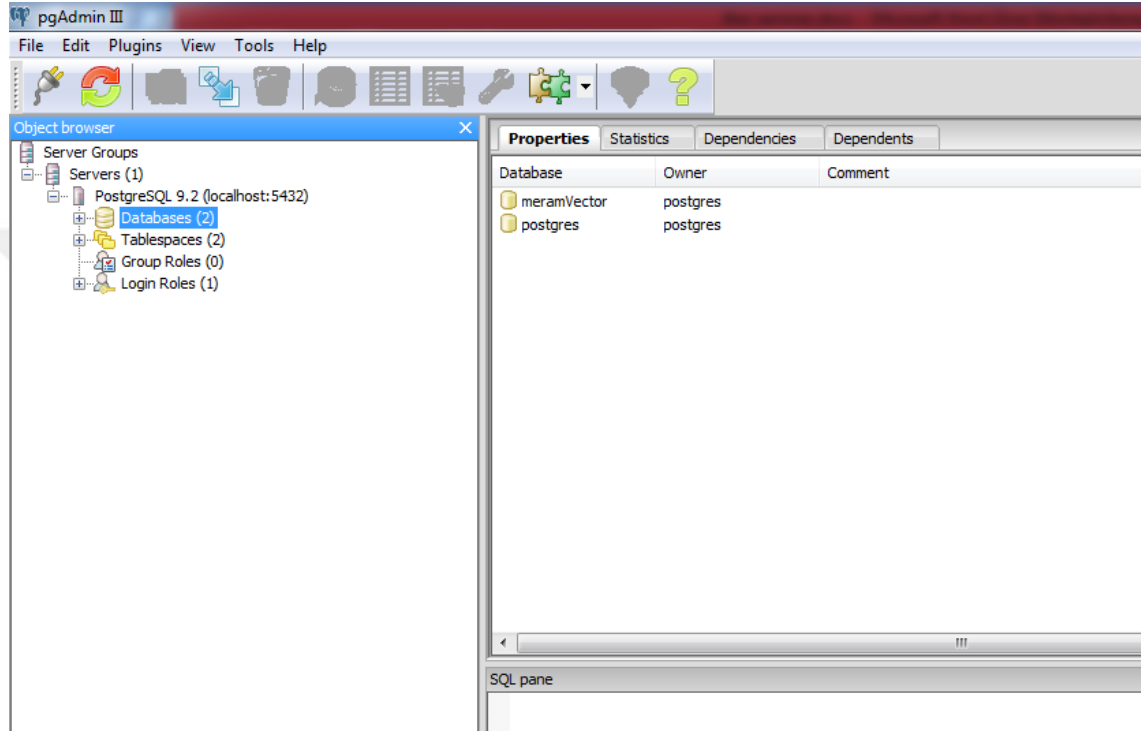 pgAdmin III
File Edit Plugins View Tools Help
Object browser
Server Groups
Servers (1)
PostgreSQL 9.2 (localhost:5432)
Databases (2)
Tablespaces (2)
Group Roles (0)
Login Roles (1)
Properties Statistics Dependencies Dependents
Database Owner Comment
meramVector postgres
postgres postgres
SQL pane